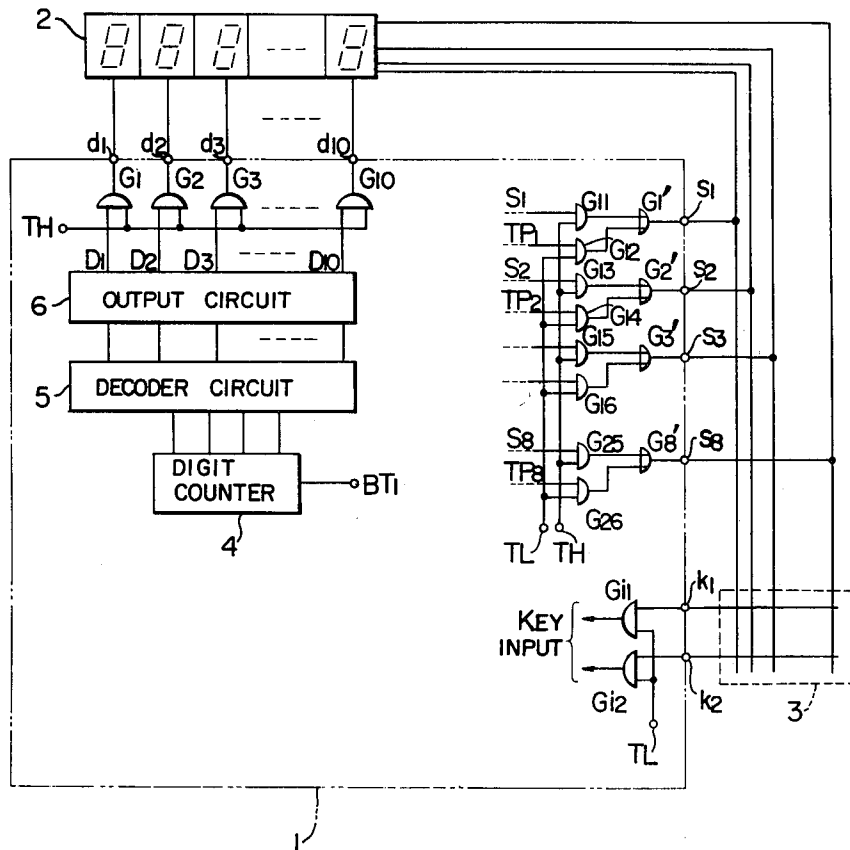 2
d1 d2 d3 d10
G1 G2 G3 G10
TH
D1 D2 D3 D10
6 OUTPUT CIRCUIT
5 DECODER CIRCUIT
DIGIT
COUNTER
BT1
4
S1 G11 G1' S1
TP1 G12
S2 G13 G2' S2
TP2 G14
G15 G3' S3
G16
S8 G25 G8' S8
TP8
G26
TL TH
Gi1 k1
KEY
INPUT
Gi2 k2
3
TL
1